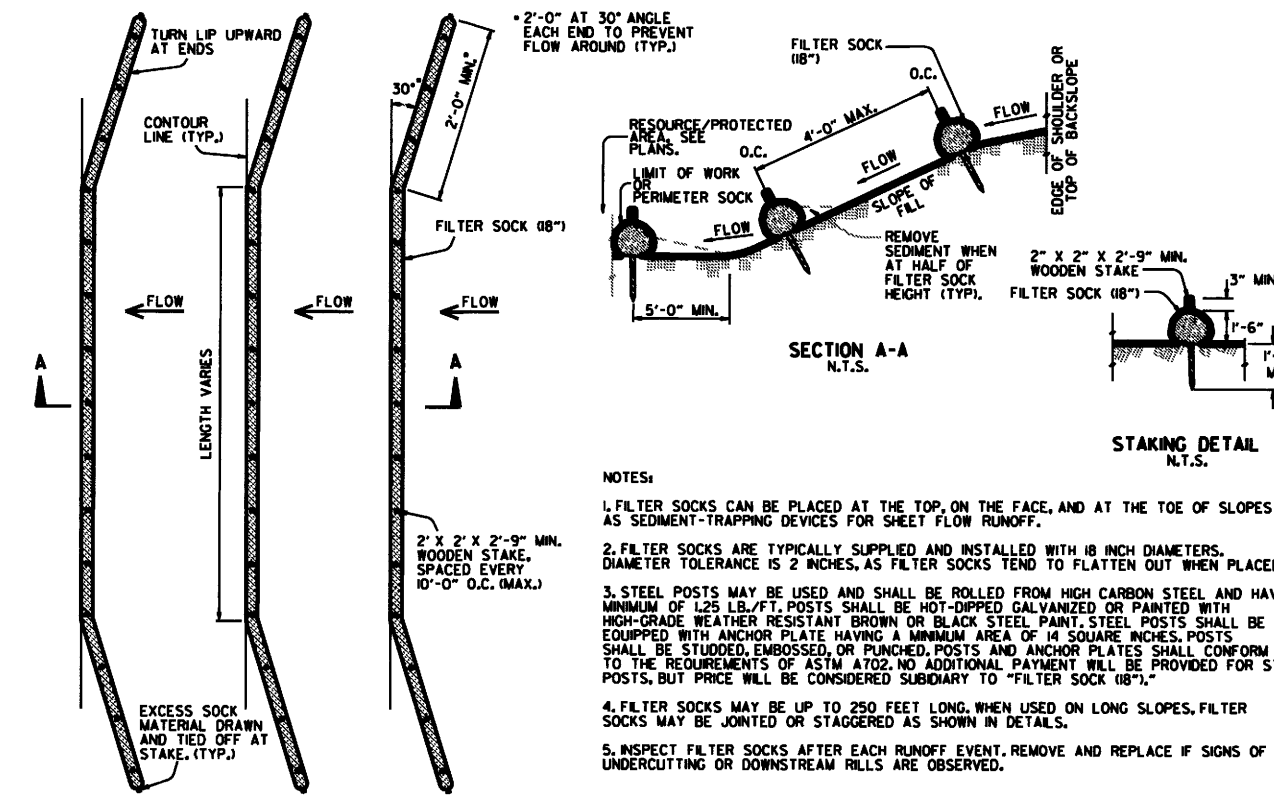 TURN LIP UPWARD
AT ENDS
CONTOUR
LINE (TYP.)
30°*
2'-0" MIN.*
* 2'-0" AT 30° ANGLE
EACH END TO PREVENT
FLOW AROUND (TYP.)
FILTER SOCK (18")
FLOW
FLOW
FLOW
A
A
LENGTH VARIES
2' X 2' X 2'-9" MIN.
WOODEN STAKE,
SPACED EVERY
10'-0" O.C. (MAX.)
EXCESS SOCK
MATERIAL DRAWN
AND TIED OFF AT
STAKE. (TYP.)
FILTER SOCK
(18")
O.C.
4'-0" MAX.
O.C.
FLOW
FLOW
FLOW
EDGE OF SHOULDER OR
TOP OF BACKSLOPE
RESOURCE/PROTECTED
AREA. SEE
PLANS.
LIMIT OF WORK
OR
PERIMETER SOCK
SLOPE OF
FILL
REMOVE
SEDIMENT WHEN
AT HALF OF
FILTER SOCK
HEIGHT (TYP).
5'-0" MIN.
SECTION A-A
N.T.S.
2" X 2" X 2'-9" MIN.
WOODEN STAKE
FILTER SOCK (18")
3" MIN
1'-6"
STAKING DETAIL
N.T.S.
NOTES:
1. FILTER SOCKS CAN BE PLACED AT THE TOP, ON THE FACE, AND AT THE TOE OF SLOPES
AS SEDIMENT-TRAPPING DEVICES FOR SHEET FLOW RUNOFF.
2. FILTER SOCKS ARE TYPICALLY SUPPLIED AND INSTALLED WITH 18 INCH DIAMETERS.
DIAMETER TOLERANCE IS 2 INCHES, AS FILTER SOCKS TEND TO FLATTEN OUT WHEN PLACE
3. STEEL POSTS MAY BE USED AND SHALL BE ROLLED FROM HIGH CARBON STEEL AND HAV
MINIMUM OF 1.25 LB./FT. POSTS SHALL BE HOT-DIPPED GALVANIZED OR PAINTED WITH
HIGH-GRADE WEATHER RESISTANT BROWN OR BLACK STEEL PAINT. STEEL POSTS SHALL BE
EQUIPPED WITH ANCHOR PLATE HAVING A MINIMUM AREA OF 14 SQUARE INCHES. POSTS
SHALL BE STUDDED, EMBOSSED, OR PUNCHED. POSTS AND ANCHOR PLATES SHALL CONFORM
TO THE REQUIREMENTS OF ASTM A702. NO ADDITIONAL PAYMENT WILL BE PROVIDED FOR S
POSTS, BUT PRICE WILL BE CONSIDERED SUBIDIARY TO "FILTER SOCK (18")."
4. FILTER SOCKS MAY BE UP TO 250 FEET LONG. WHEN USED ON LONG SLOPES, FILTER
SOCKS MAY BE JOINTED OR STAGGERED AS SHOWN IN DETAILS.
5. INSPECT FILTER SOCKS AFTER EACH RUNOFF EVENT. REMOVE AND REPLACE IF SIGNS OF
UNDERCUTTING OR DOWNSTREAM RILLS ARE OBSERVED.